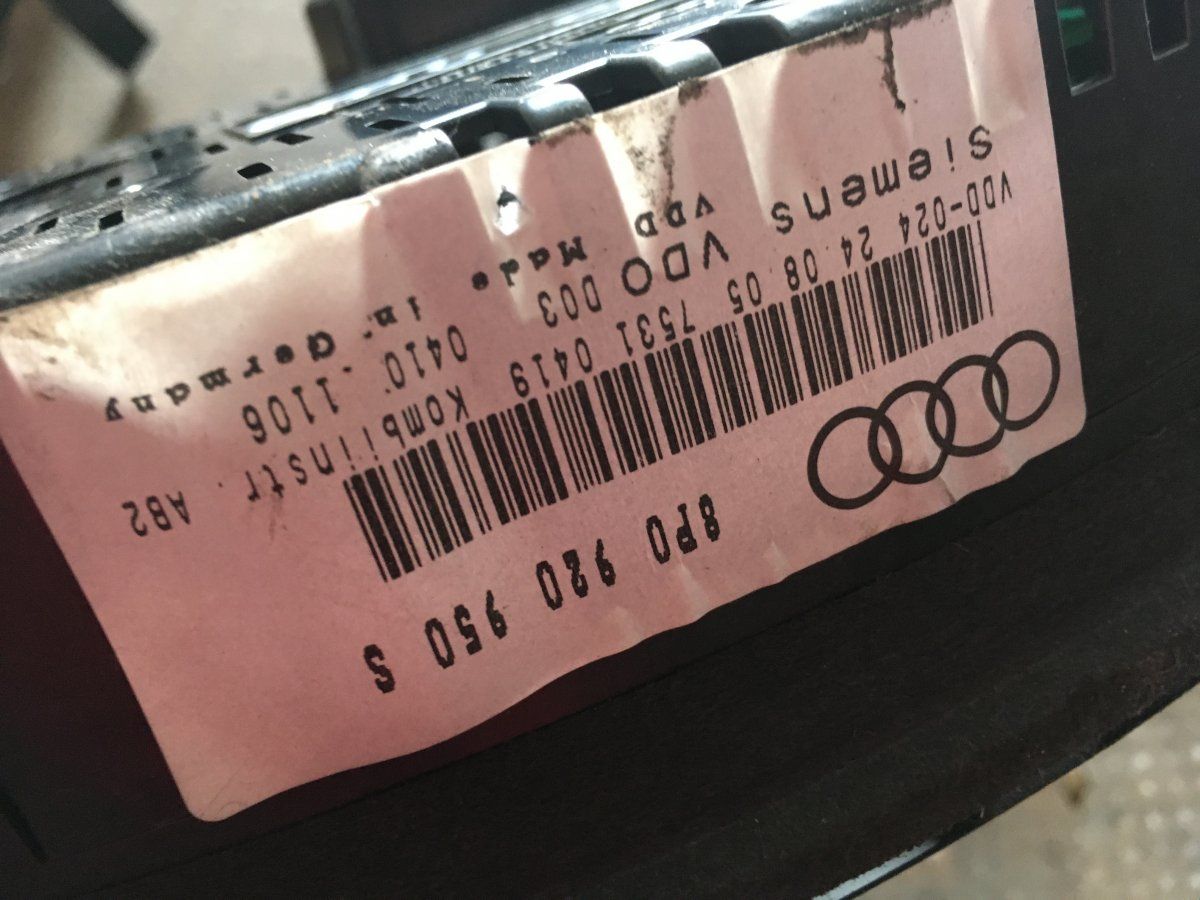 8P0 920 950 S
VDD-024 24 08 05 7531 0419 Kombiinstr. AB2
Siemens VDO D03 0410 1106
VDD Made in Germany